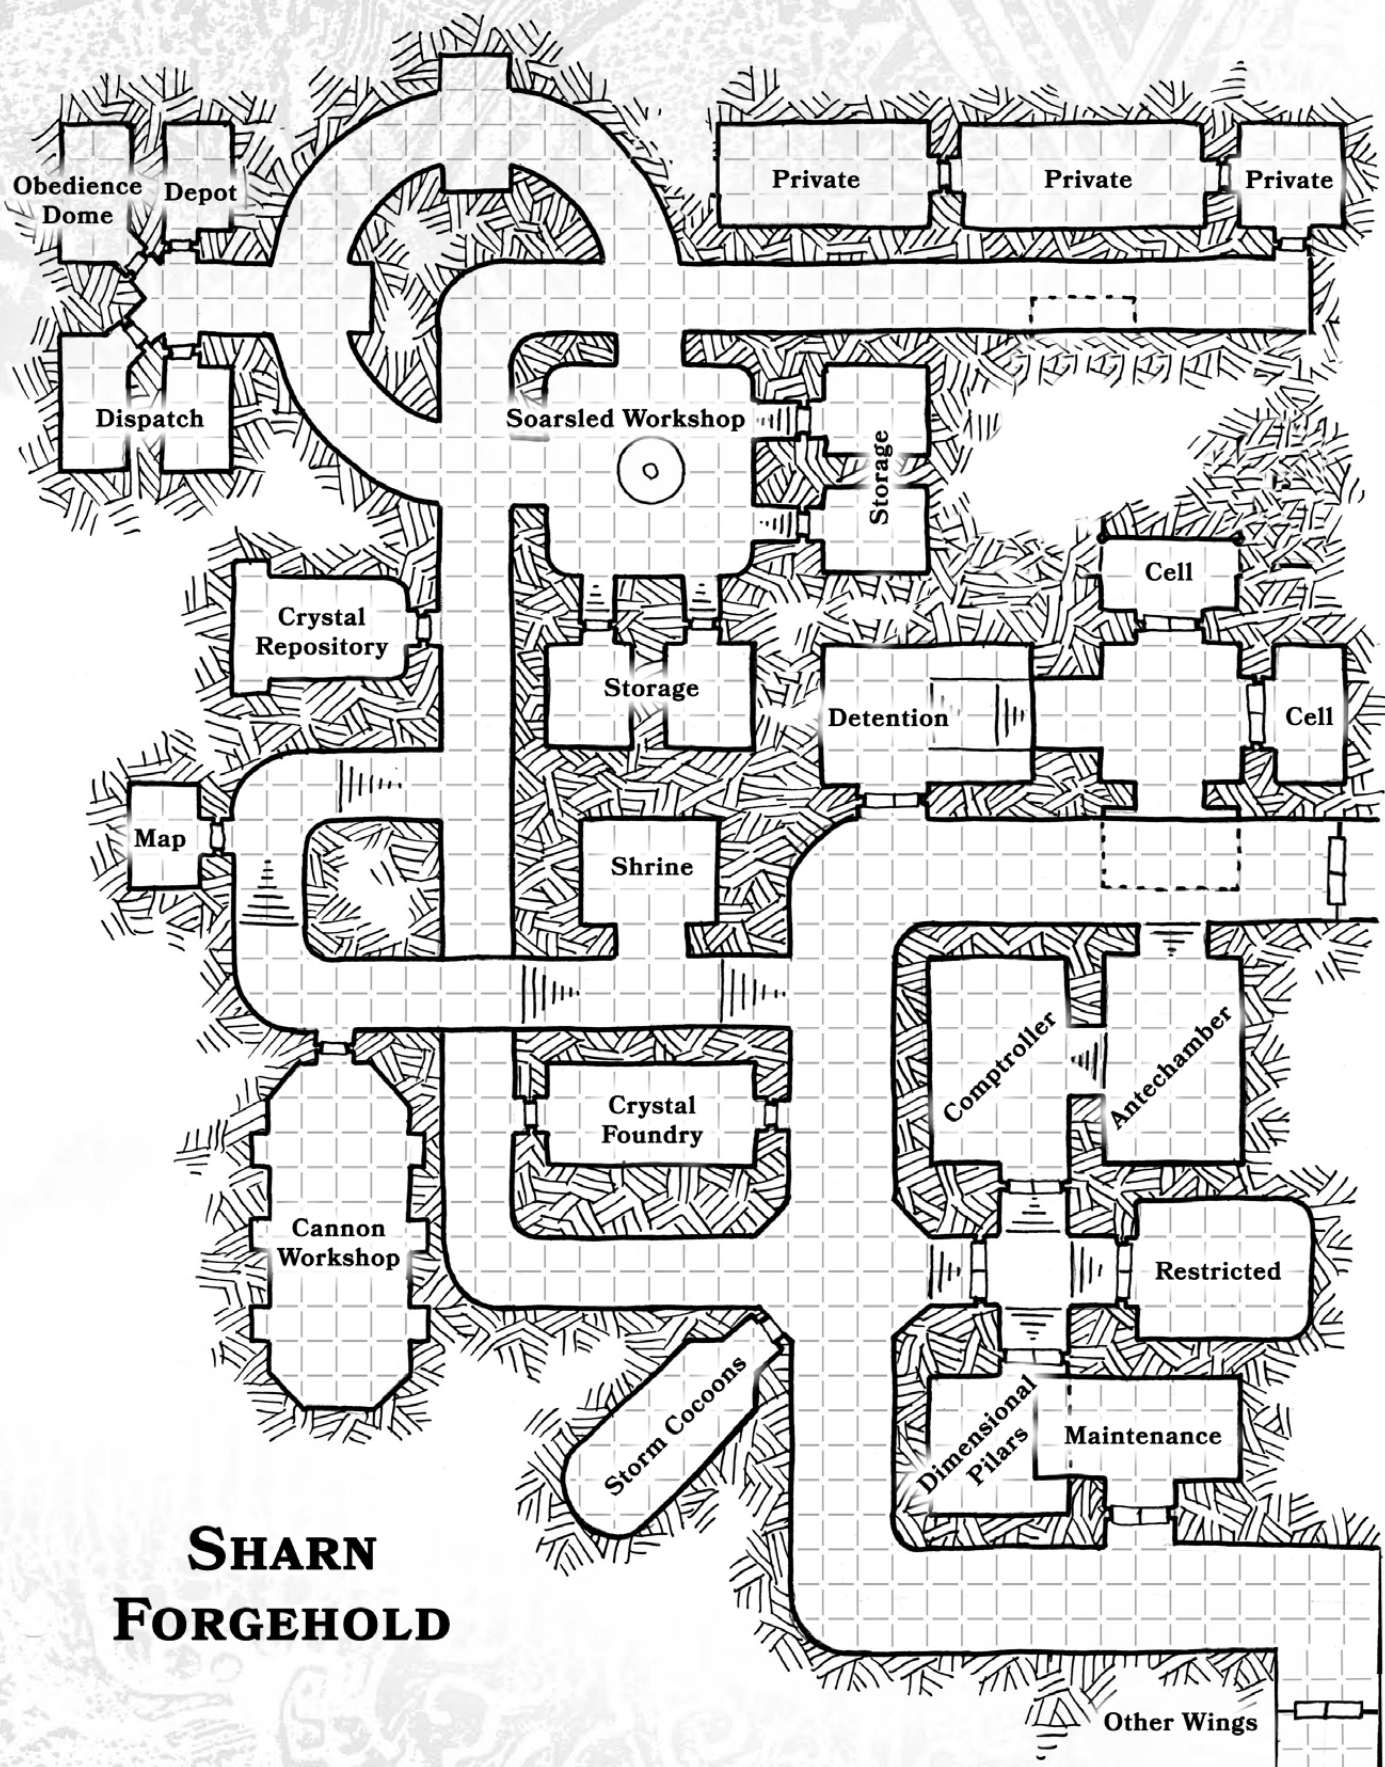 Private
Private
Private
Obedience
Dome
Depot
Dispatch
Soarsled Workshop
Storage
Cell
Crystal
Repository
Storage
Detention
Cell
Map
Shrine
Comptroller
Antechamber
Crystal
Foundry
Cannon
Workshop
Restricted
Storm Cocoons
Dimensional
Pilars
Maintenance
SHARN
FORGEHOLD
Other Wings